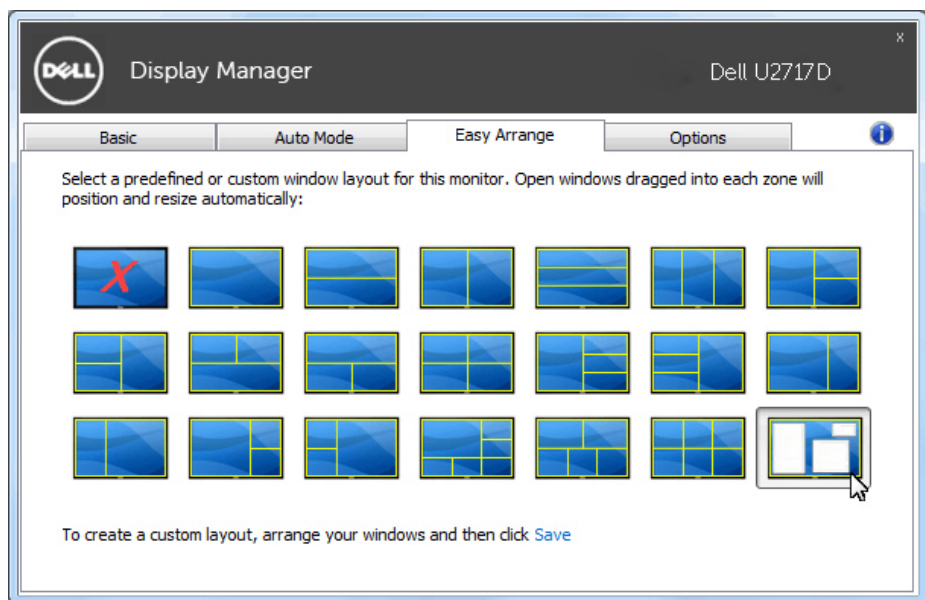 x
DELL
Display Manager
Dell U2717D
Basic
Auto Mode
Easy Arrange
Options
i
Select a predefined or custom window layout for this monitor. Open windows dragged into each zone will
position and resize automatically:
X
To create a custom layout, arrange your windows and then click Save